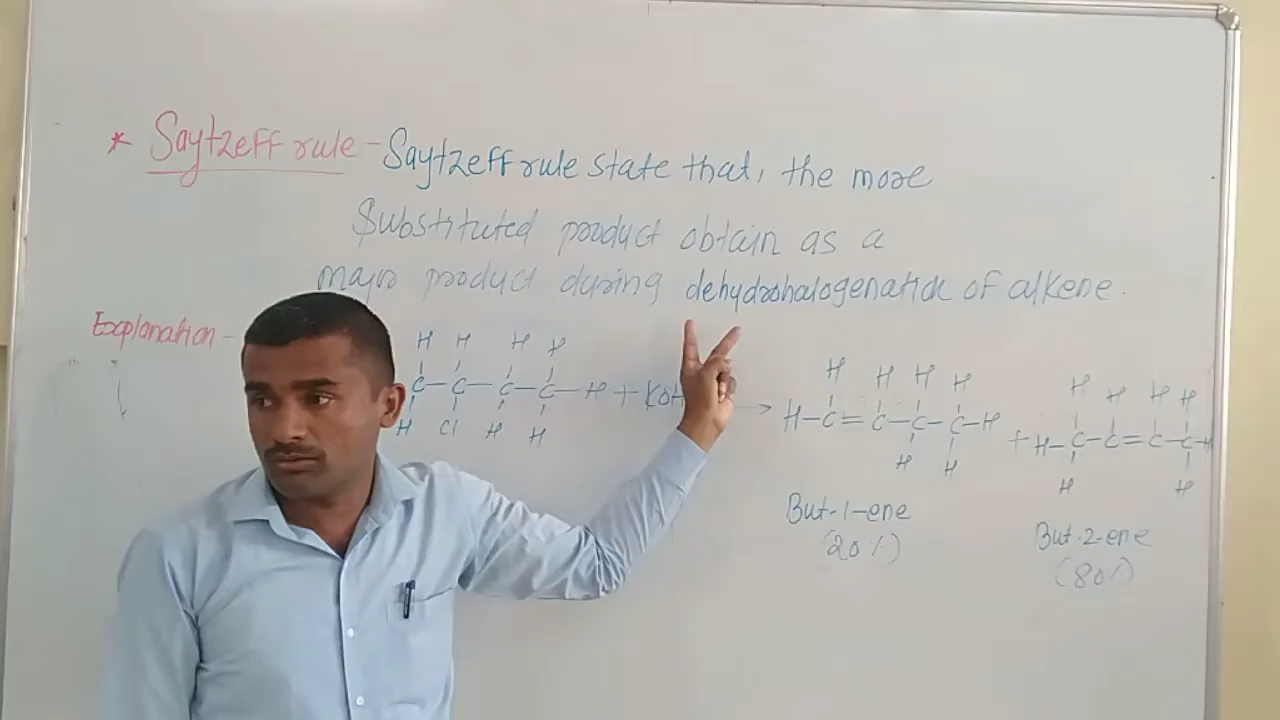 * Saytzeff rule - Saytzeff rule state that, the more
Substituted product obtain as a
major product during dehydrohalogenation of alkene.
Explanation -
H H H H
C - C - C - C - H + KOH
H Cl H H
H H H H
H - C = C - C - C - H
H H
But-1-ene
(20%)
H H H H
+ H - C - C = C - C - H
H H
But-2-ene
(80%)